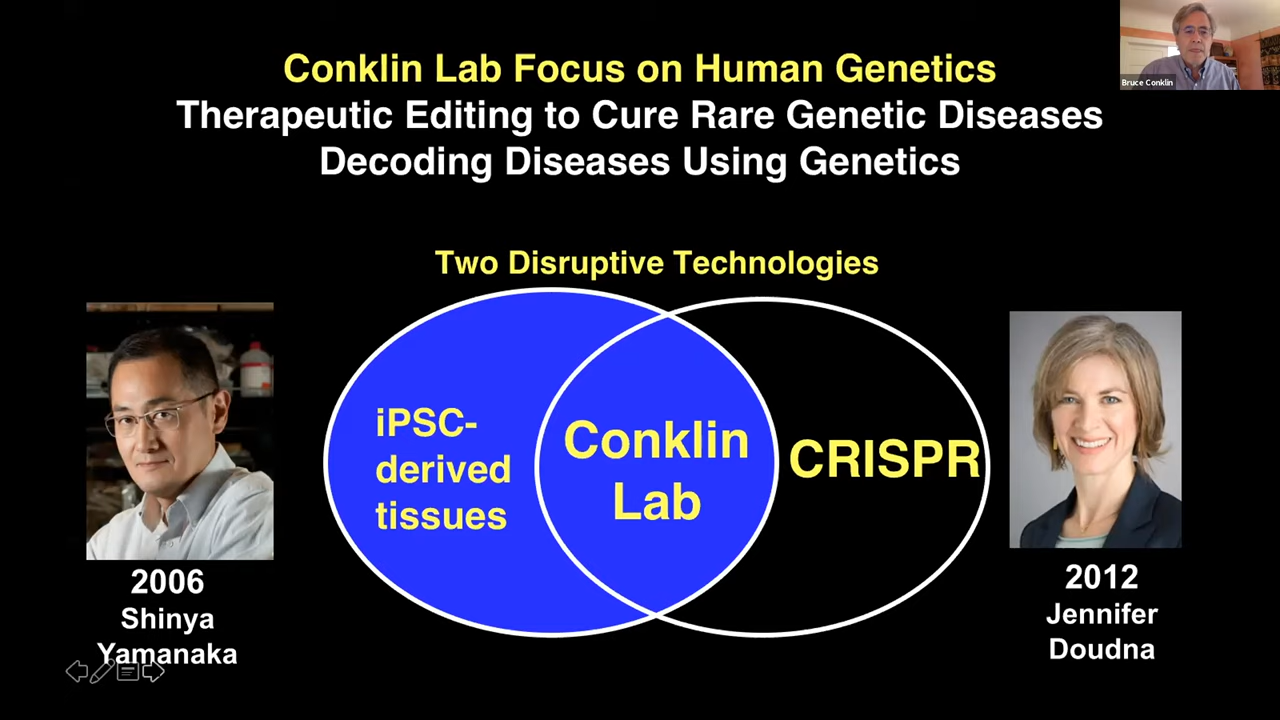 Conklin Lab Focus on Human Genetics
Therapeutic Editing to Cure Rare Genetic Diseases
Decoding Diseases Using Genetics
Bruce Conklin
Two Disruptive Technologies
iPSC-
derived
tissues
Conklin
Lab
CRISPR
2006
Shinya
Yamanaka
2012
Jennifer
Doudna